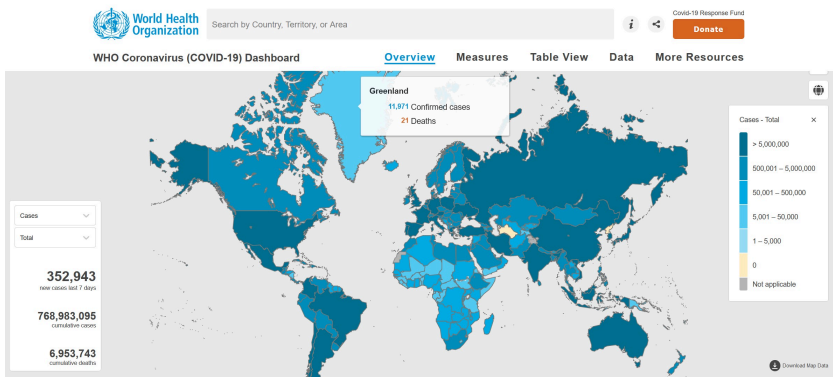 World Health
Organization
Search by Country, Territory, or Area
i
Covid-19 Response Fund
Donate
WHO Coronavirus (COVID-19) Dashboard
Overview
Measures
Table View
Data
More Resources
Greenland
11,971 Confirmed cases
21 Deaths
Cases - Total
×
> 5,000,000
500,001 – 5,000,000
50,001 – 500,000
5,001 – 50,000
1 – 5,000
0
Not applicable
Cases
Total
352,943
new cases last 7 days
768,983,095
cumulative cases
6,953,743
cumulative deaths
Download Map Data